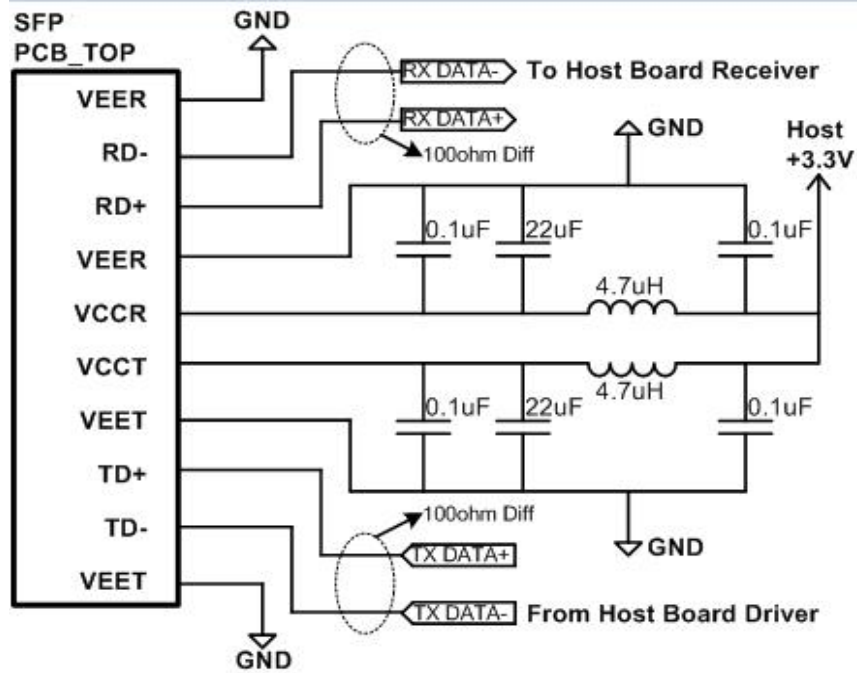 SFP
PCB_TOP
GND
VEER
RD-
RD+
VEER
VCCR
VCCT
VEET
TD+
TD-
VEET
GND
RX DATA-
To Host Board Receiver
RX DATA+
100ohm Diff
GND
Host
+3.3V
0.1uF
22uF
0.1uF
4.7uH
4.7uH
0.1uF
22uF
0.1uF
100ohm Diff
GND
TX DATA+
TX DATA-
From Host Board Driver